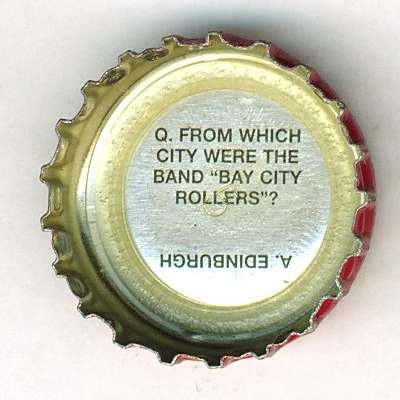 Q. FROM WHICH
CITY WERE THE
BAND "BAY CITY
ROLLERS"?
A. EDINBURGH